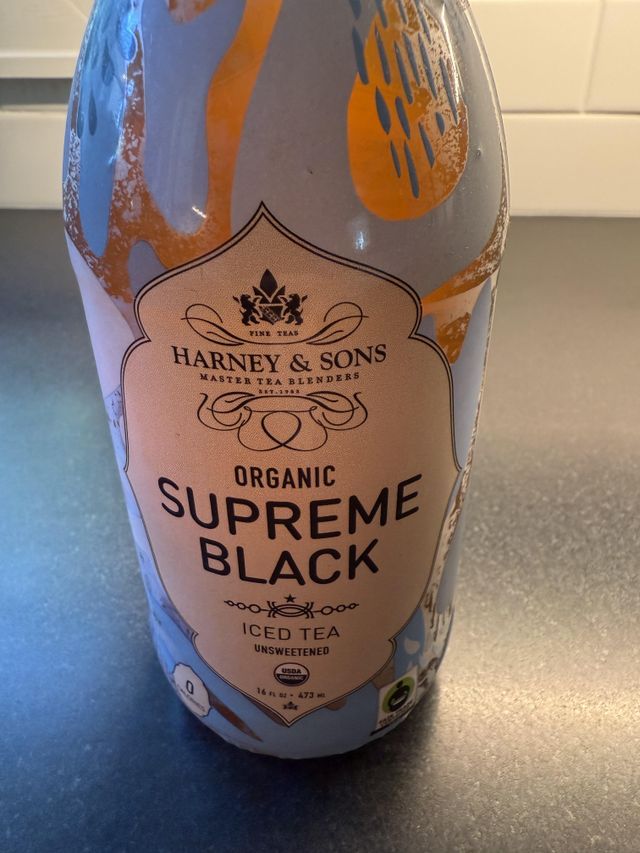 FINE TEAS
HARNEY & SONS
MASTER TEA BLENDERS
EST. 1983
ORGANIC
SUPREME
BLACK
ICED TEA
UNSWEETENED
USDA
ORGANIC
16 FL OZ • 473 ML
0